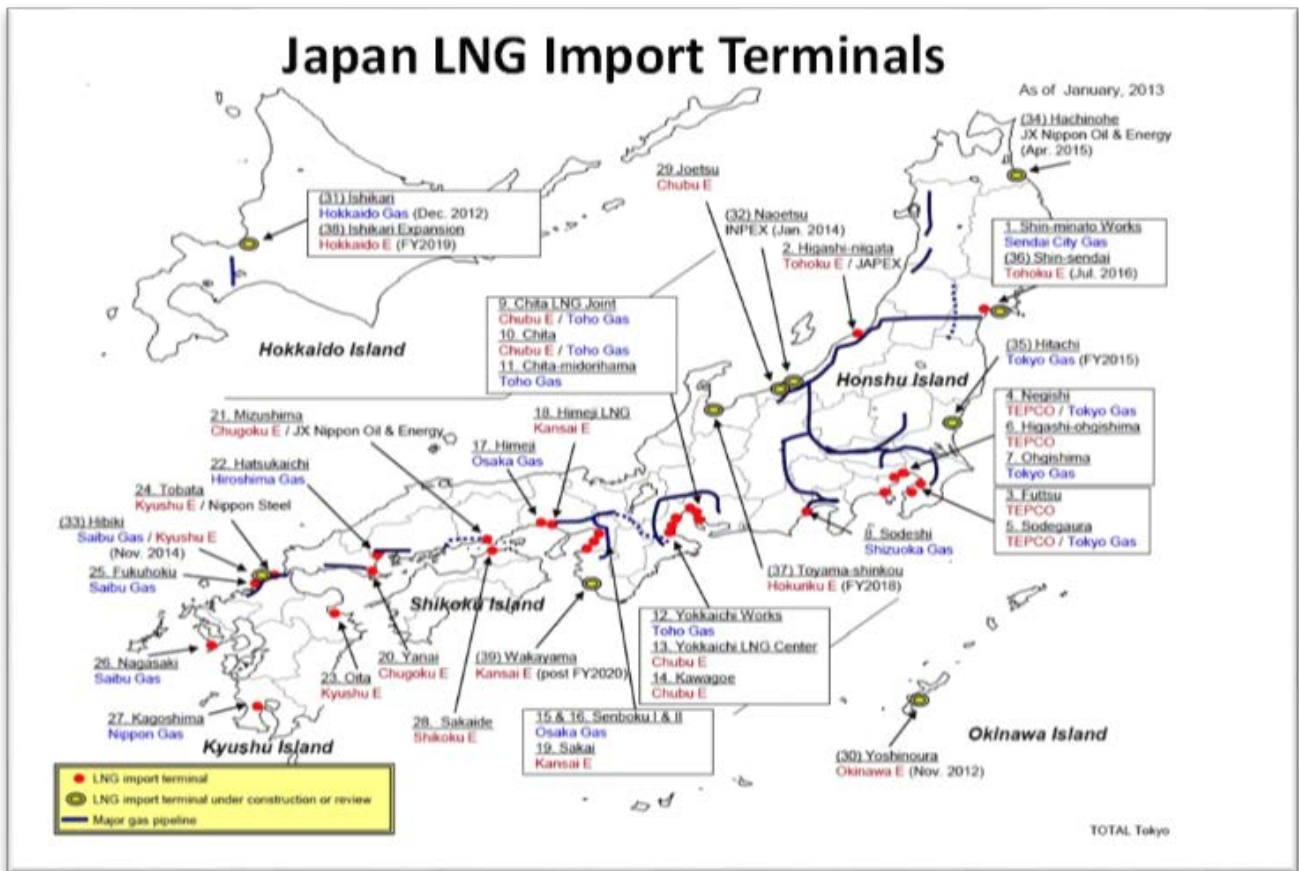 Japan LNG Import Terminals
As of January, 2013
(34) Hachinohe
JX Nippon Oil & Energy
(Apr. 2015)
29 Joetsu
Chubu E
(31) Ishikari
Hokkaido Gas (Dec. 2012)
(38) Ishikari Expansion
Hokkaido E (FY2019)
(32) Naoetsu
INPEX (Jan. 2014)
2. Higashi-niigata
Tohoku E / JAPEX
1. Shin-minato Works
Sendai City Gas
(36) Shin-sendai
Tohoku E (Jul. 2016)
9. Chita LNG Joint
Chubu E / Toho Gas
10. Chita
Chubu E / Toho Gas
11. Chita-midorihama
Toho Gas
Hokkaido Island
Honshu Island
(35) Hitachi
Tokyo Gas (FY2015)
4. Negishi
TEPCO / Tokyo Gas
6. Higashi-ohgishima
TEPCO
7. Ohgishima
Tokyo Gas
3. Futtsu
TEPCO
5. Sodegaura
TEPCO / Tokyo Gas
21. Mizushima
Chugoku E / JX Nippon Oil & Energy
18. Himeji LNG
Kansai E
17. Himeji
Osaka Gas
22. Hatsukaichi
Hiroshima Gas
24. Tobata
Kyushu E / Nippon Steel
(33) Hibiki
Saibu Gas / Kyushu E
(Nov. 2014)
25. Fukuhoku
Saibu Gas
8. Sodeshi
Shizuoka Gas
(37) Toyama-shinkou
Hokuriku E (FY2018)
Shikoku Island
12. Yokkaichi Works
Toho Gas
13. Yokkaichi LNG Center
Chubu E
14. Kawagoe
Chubu E
26. Nagasaki
Saibu Gas
23. Oita
Kyushu E
20. Yanai
Chugoku E
(39) Wakayama
Kansai E (post FY2020)
27. Kagoshima
Nippon Gas
28. Sakaide
Shikoku E
15 & 16. Senboku I & II
Osaka Gas
19. Sakai
Kansai E
Kyushu Island
Okinawa Island
(30) Yoshinoura
Okinawa E (Nov. 2012)
LNG import terminal
LNG import terminal under construction or review
Major gas pipeline
TOTAL Tokyo